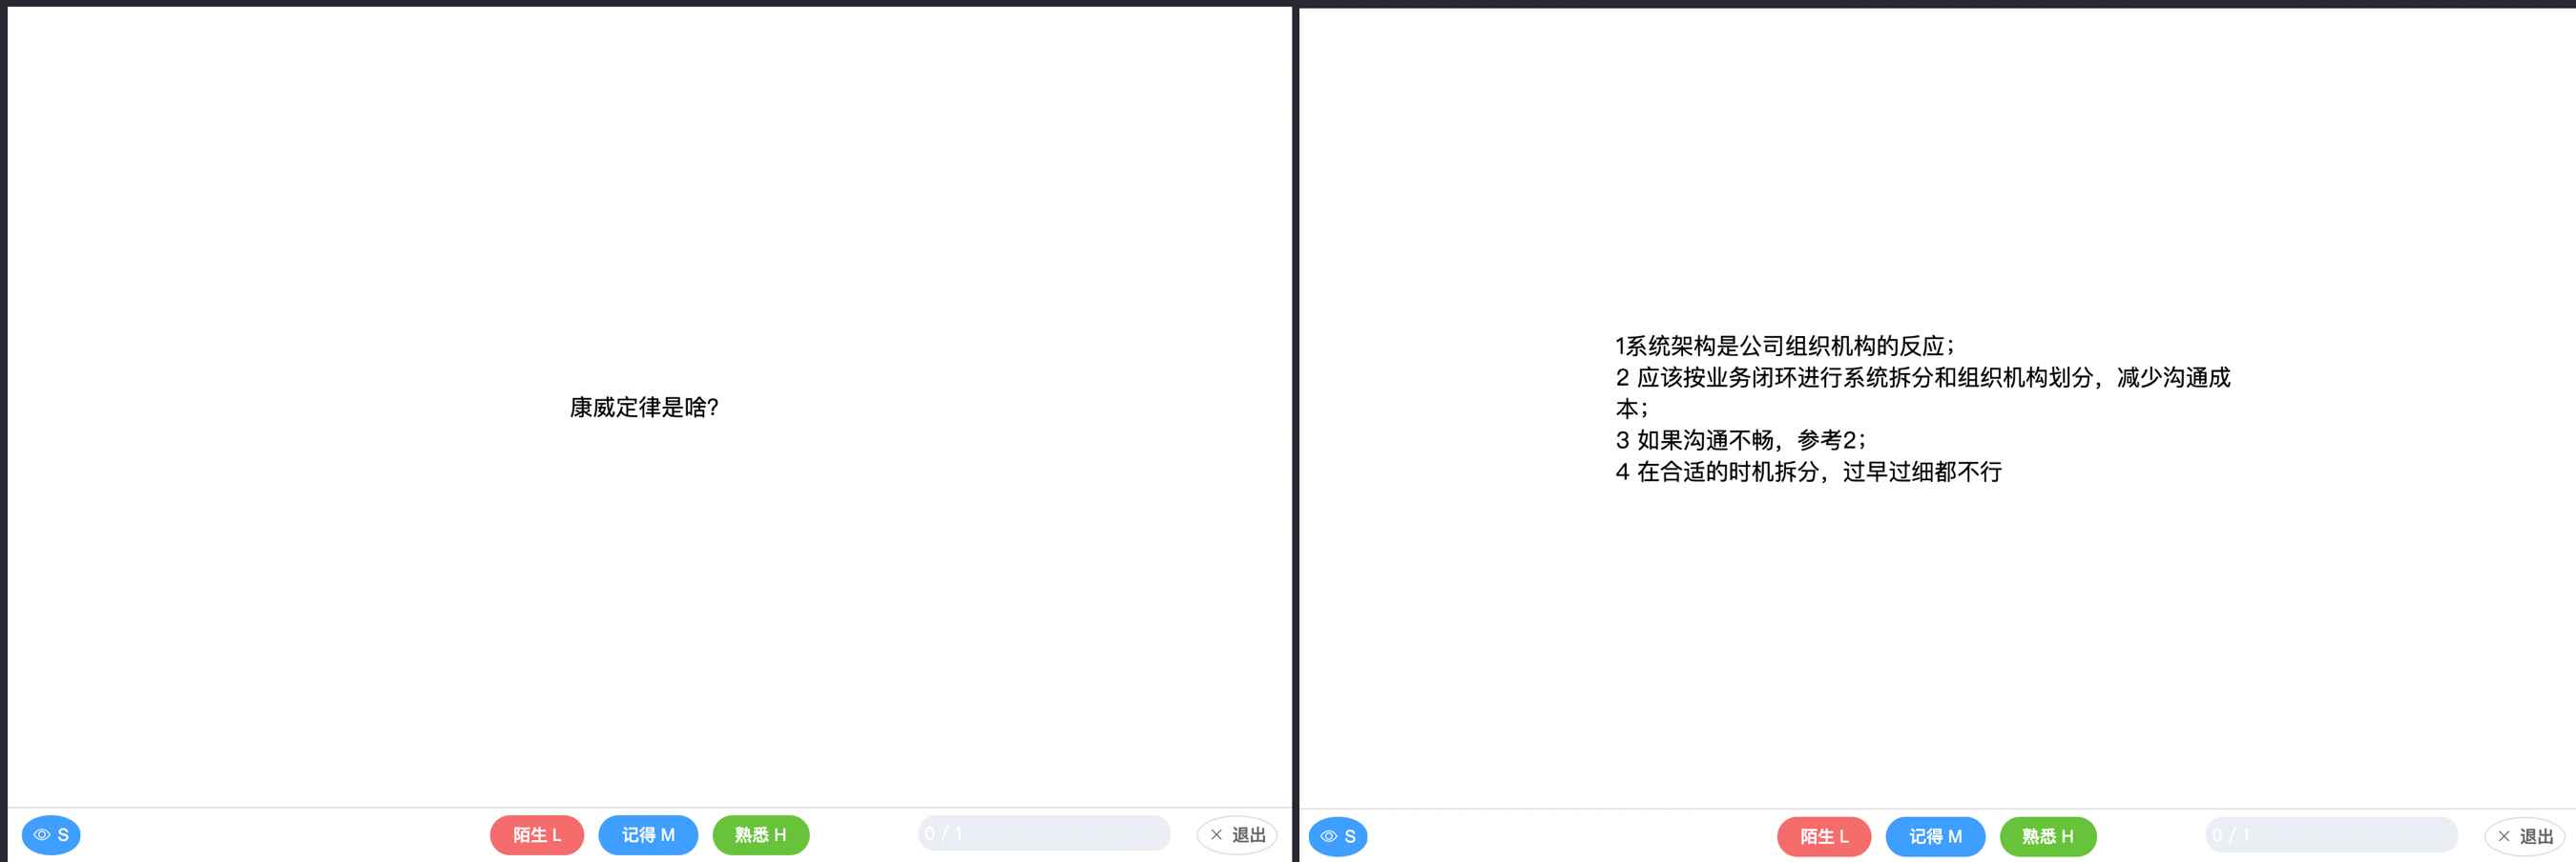 康威定律是啥?
S
陌生 L
记得 M
熟悉 H
0 / 1
× 退出
1系统架构是公司组织机构的反应；
2 应该按业务闭环进行系统拆分和组织机构划分，减少沟通成
本；
3 如果沟通不畅，参考2；
4 在合适的时机拆分，过早过细都不行
S
陌生 L
记得 M
熟悉 H
0 / 1
× 退出